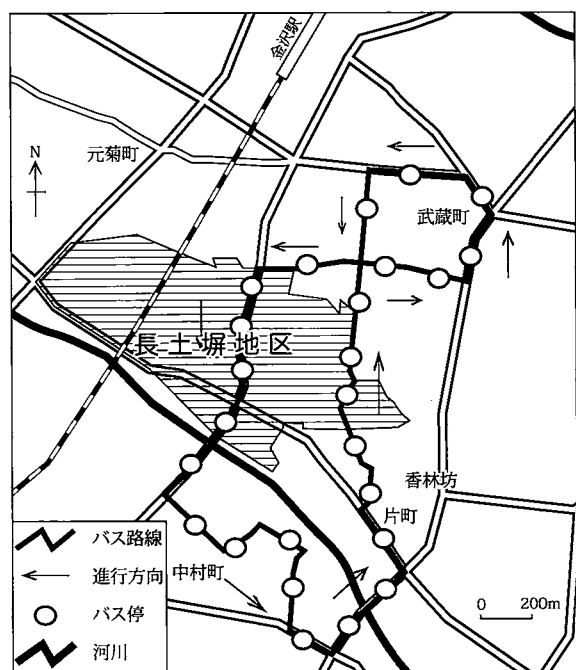 金沢駅
元菊町
N
武蔵町
長土塀地区
香林坊
片町
中村町
バス路線
進行方向
バス停
河川
0 200m